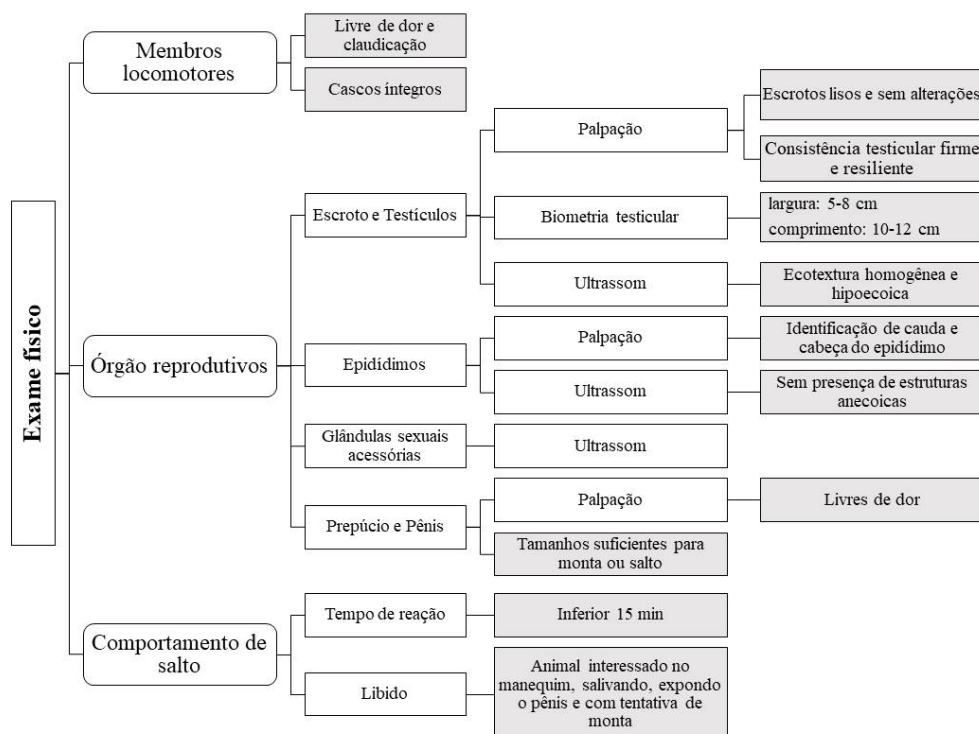 Exame físico
Membros
locomotores
Livre de dor e
claudicação
Cascos íntegros
Órgão reprodutivos
Escroto e Testículos
Palpação
Escrotos lisos e sem alterações
Consistência testicular firme
e resiliente
Biometria testicular
largura: 5-8 cm
comprimento: 10-12 cm
Ultrassom
Ecotextura homogênea e
hipoecoica
Epidídimos
Palpação
Identificação de cauda e
cabeça do epidídimo
Ultrassom
Sem presença de estruturas
anecoicas
Glândulas sexuais
acessórias
Ultrassom
Prepúcio e Pênis
Palpação
Livres de dor
Tamanhos suficientes para
monta ou salto
Comportamento de
salto
Tempo de reação
Inferior 15 min
Libido
Animal interessado no
manequim, salivando, expondo
o pênis e com tentativa de
monta